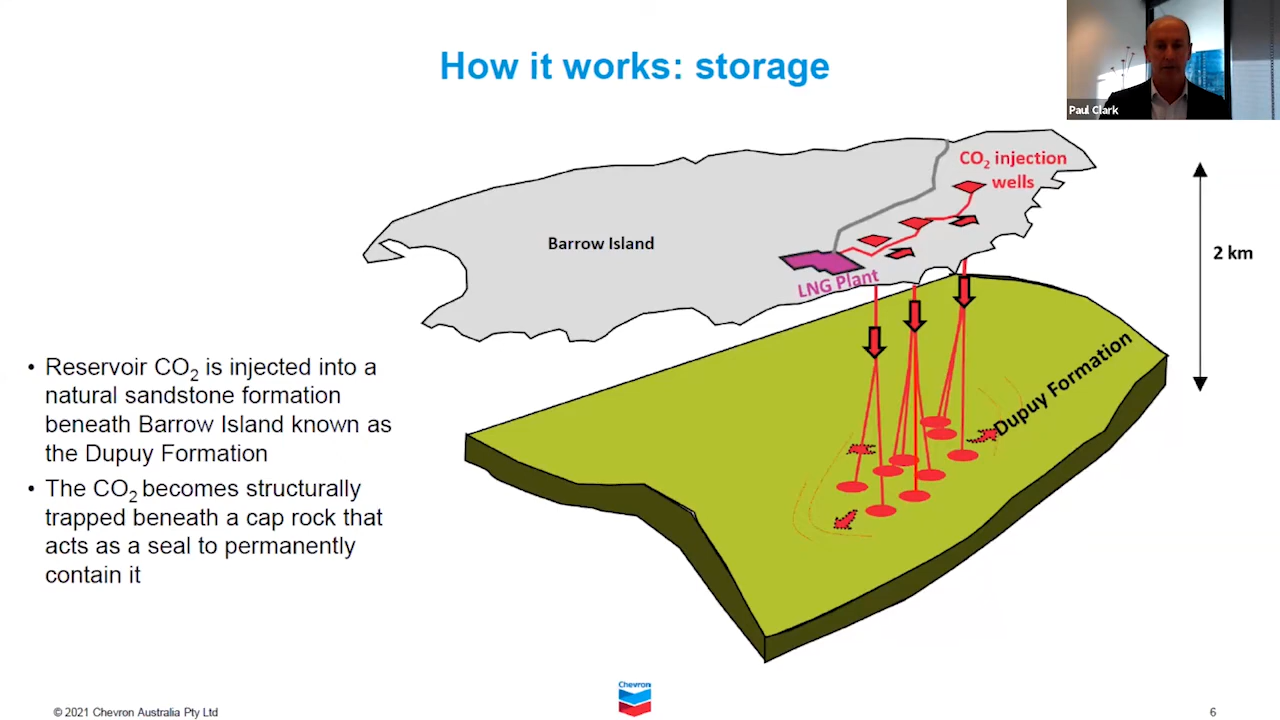 How it works: storage
Paul Clark
CO2 injection
wells
Barrow Island
2 km
LNG Plant
Dupuy Formation
• Reservoir CO2 is injected into a
natural sandstone formation
beneath Barrow Island known as
the Dupuy Formation
• The CO2 becomes structurally
trapped beneath a cap rock that
acts as a seal to permanently
contain it
Chevron
© 2021 Chevron Australia Pty Ltd
6